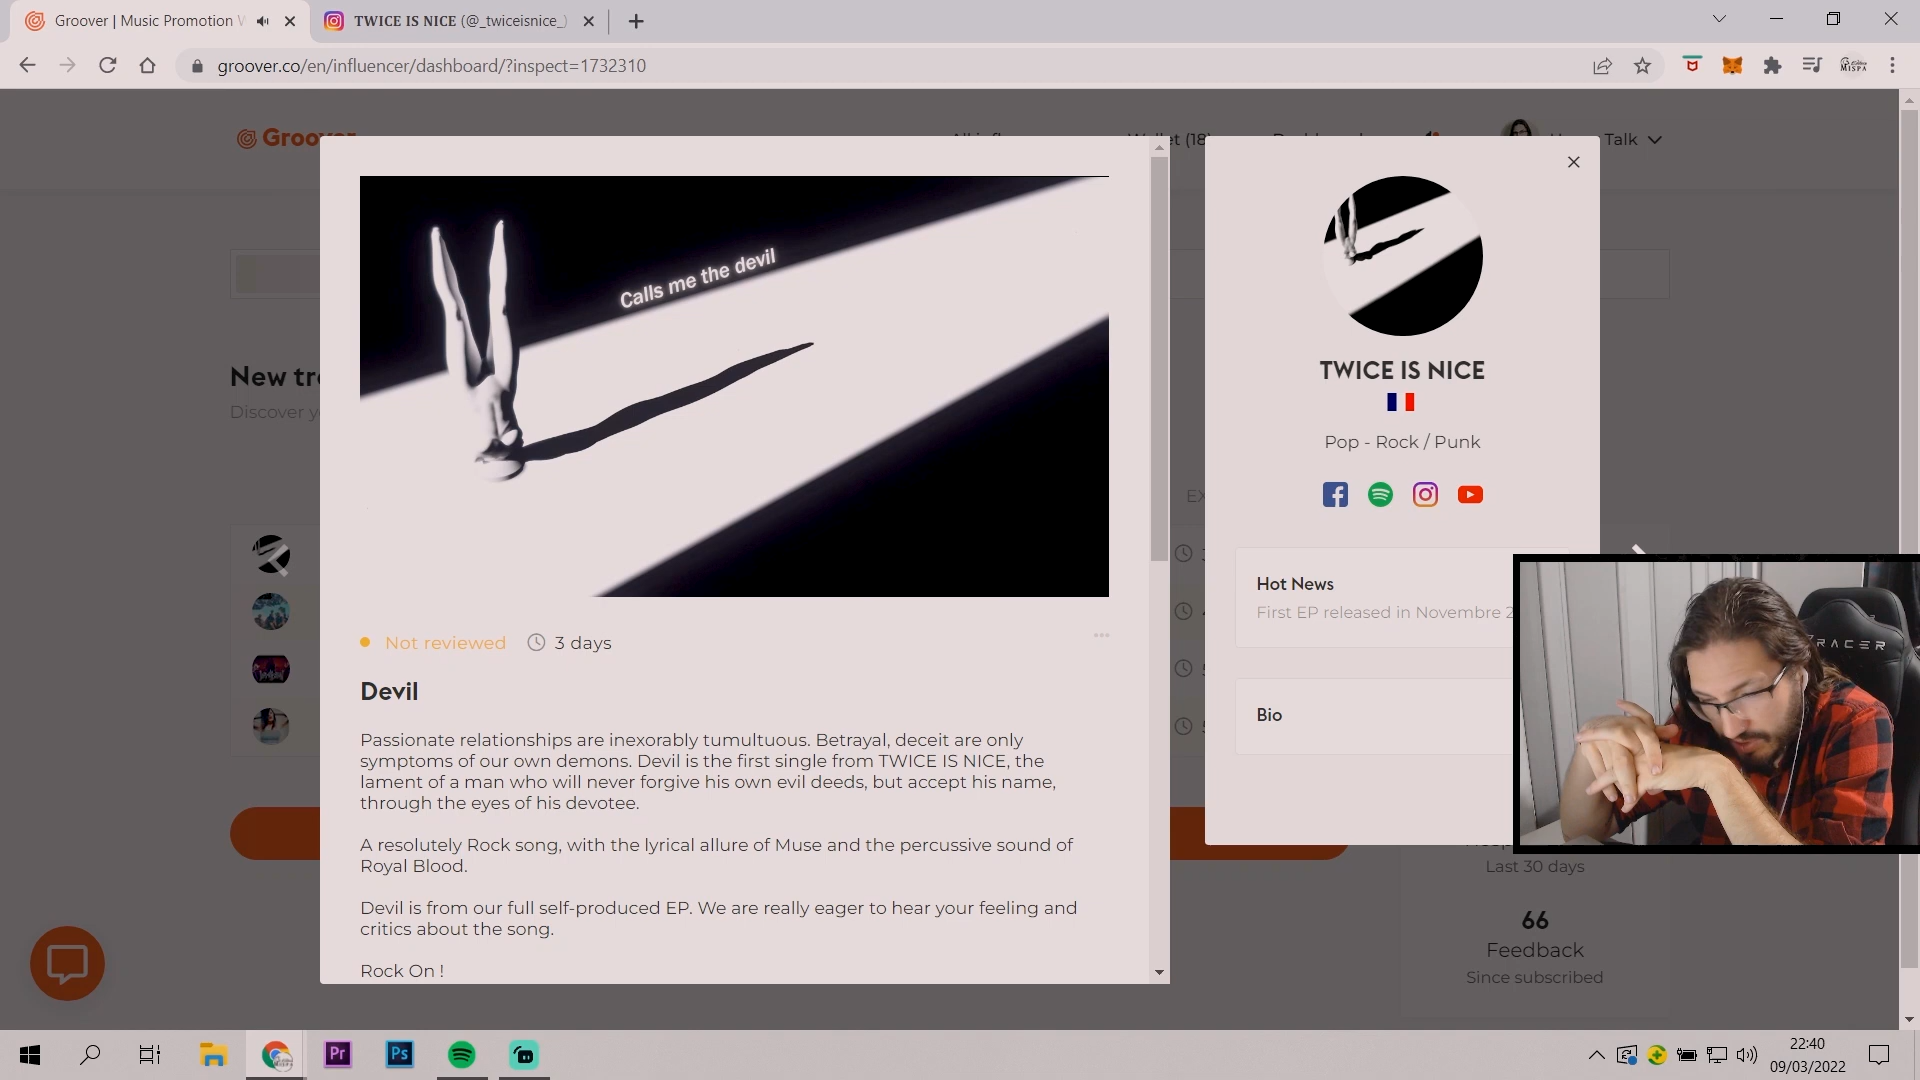 Groover | Music Promotion
TWICE IS NICE (@_twiceisnice_)
groover.co/en/influencer/dashboard/?inspect=1732310
Groover
Talk
New
Discover
Calls me the devil
Not reviewed
3 days
Devil
Passionate relationships are inexorably tumultuous. Betrayal, deceit are only
symptoms of our own demons. Devil is the first single from TWICE IS NICE, the
lament of a man who will never forgive his own evil deeds, but accept his name,
through the eyes of his devotee.
A resolutely Rock song, with the lyrical allure of Muse and the percussive sound of
Royal Blood.
Devil is from our full self-produced EP. We are really eager to hear your feeling and
critics about the song.
Rock On !
TWICE IS NICE
Pop - Rock / Punk
Hot News
First EP released in Novembre 2
Bio
Last 30 days
66
Feedback
Since subscribed
Pr
Ps
22:40
09/03/2022